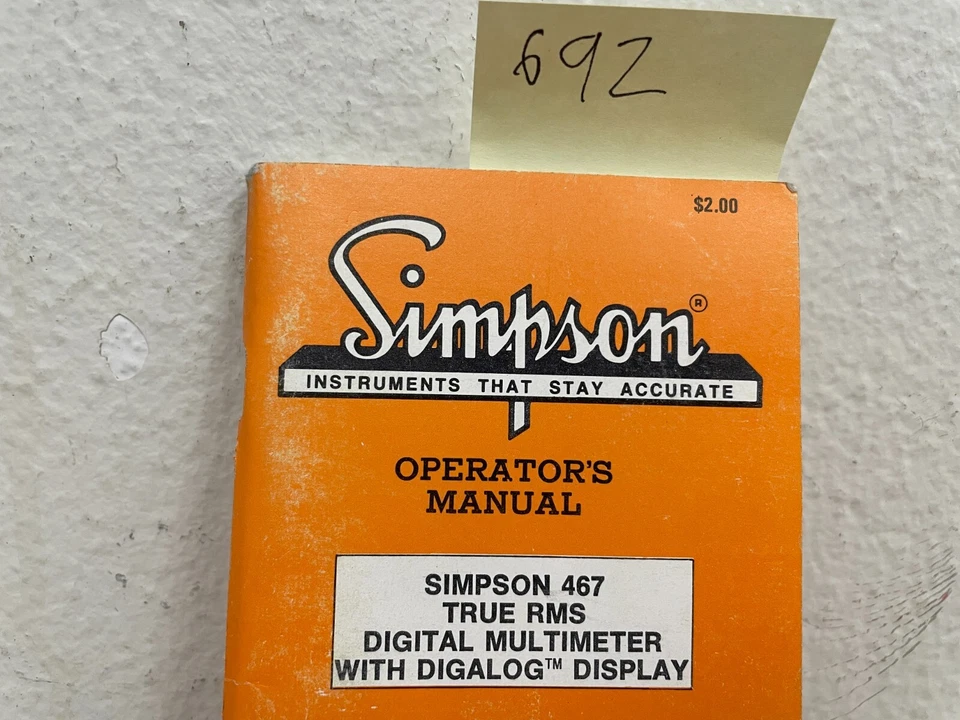 692
$2.00
Simpson®
INSTRUMENTS THAT STAY ACCURATE
OPERATOR'S
MANUAL
SIMPSON 467
TRUE RMS
DIGITAL MULTIMETER
WITH DIGALOG™ DISPLAY